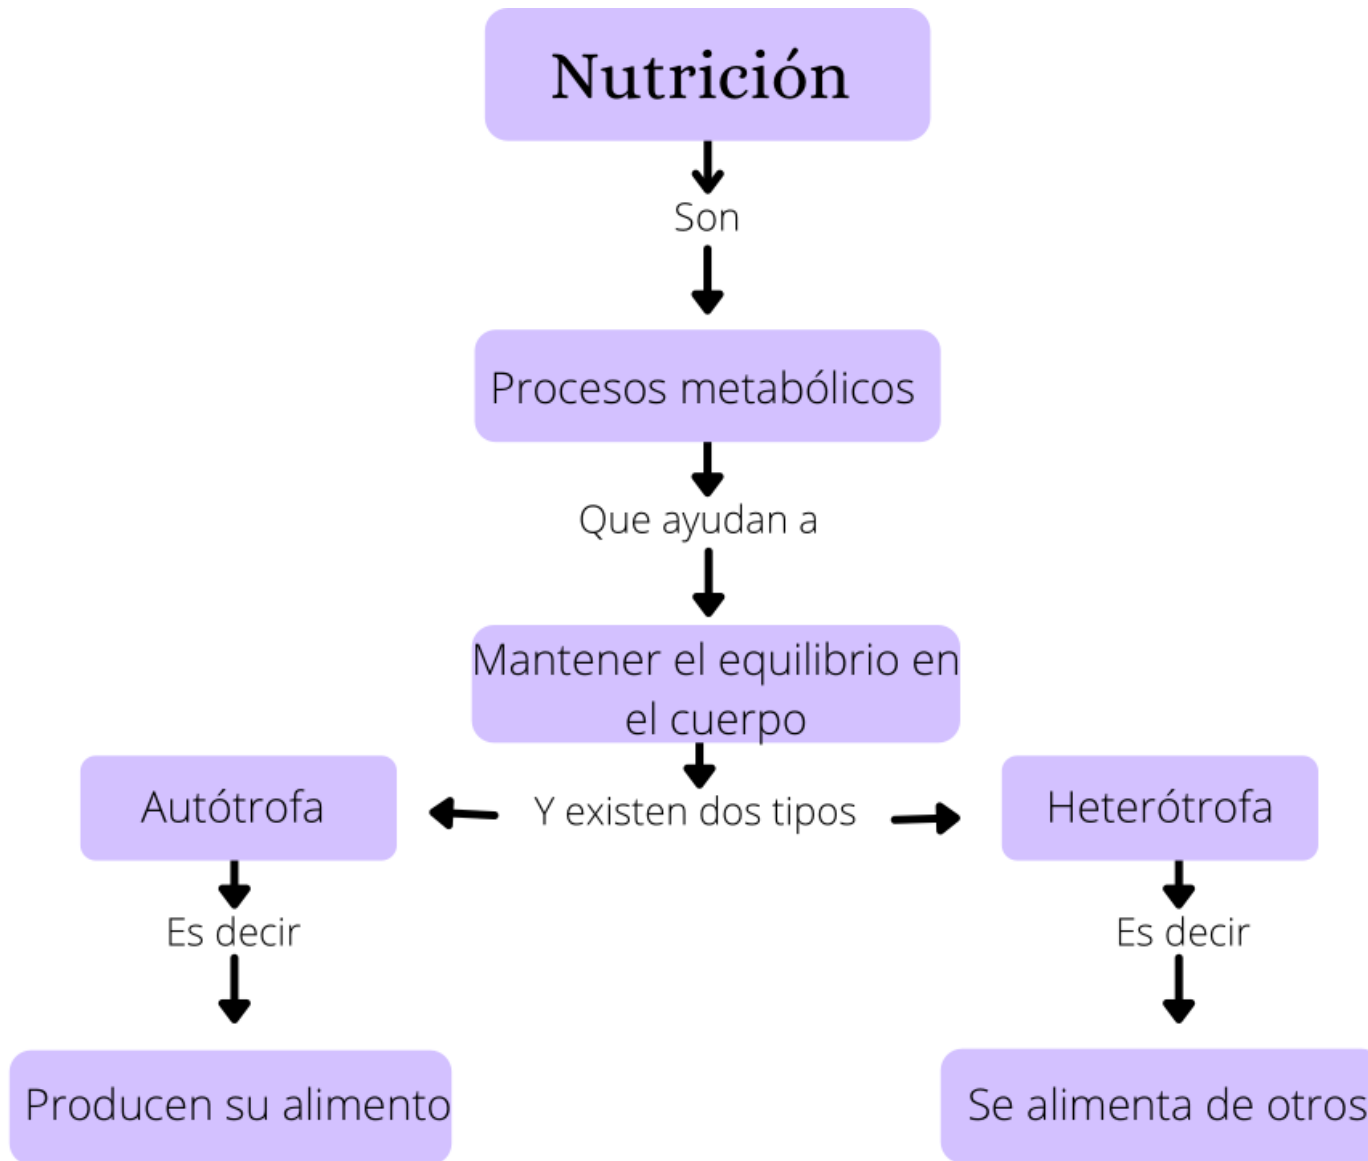 Nutrición
Son
Procesos metabólicos
Que ayudan a
Mantener el equilibrio en
el cuerpo
Autótrofa
Y existen dos tipos
Heterótrofa
Es decir
Es decir
Producen su alimento
Se alimenta de otros